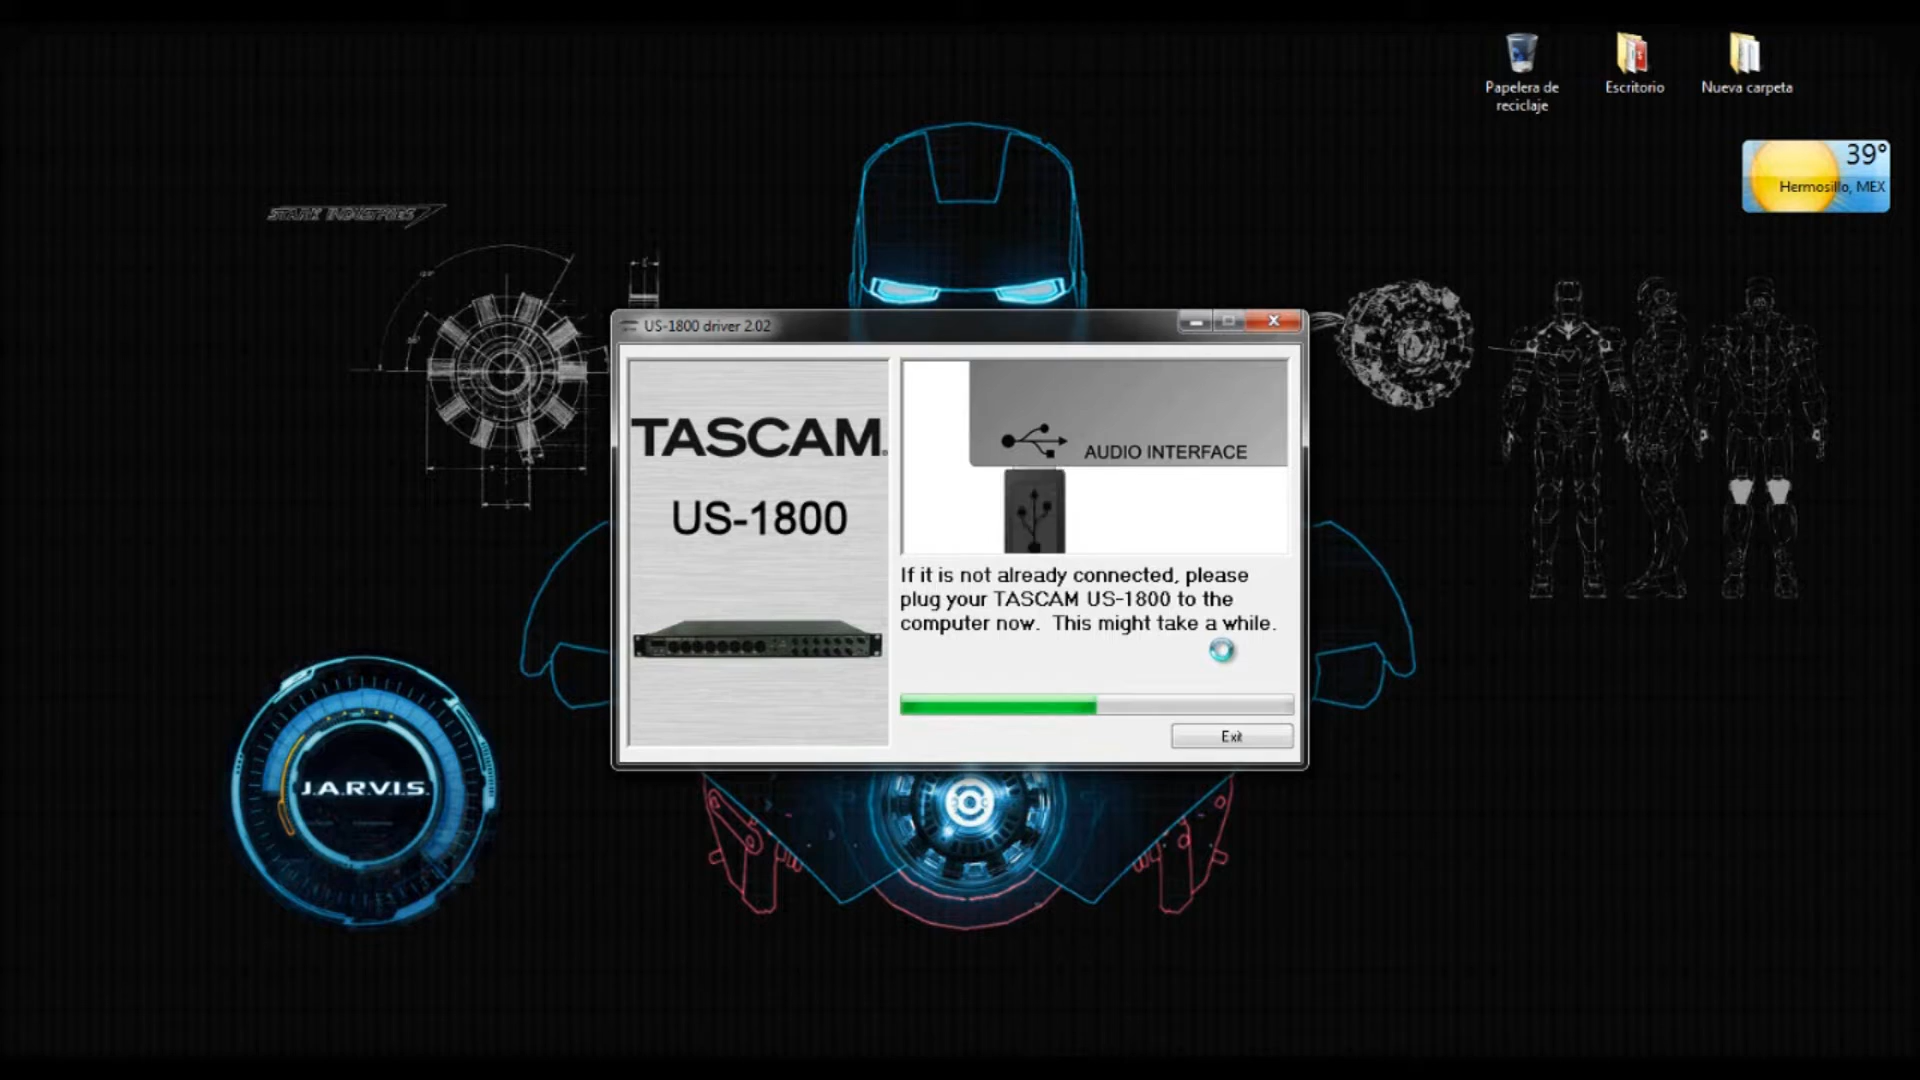 Papelera de
reciclaje
Escritorio
Nueva carpeta
39°
Hermosillo, MEX
STARK INDUSTRIES
US-1800 driver 2.02
TASCAM
US-1800
AUDIO INTERFACE
If it is not already connected, please
plug your TASCAM US-1800 to the
computer now. This might take a while.
Exit
J.A.R.V.I.S.